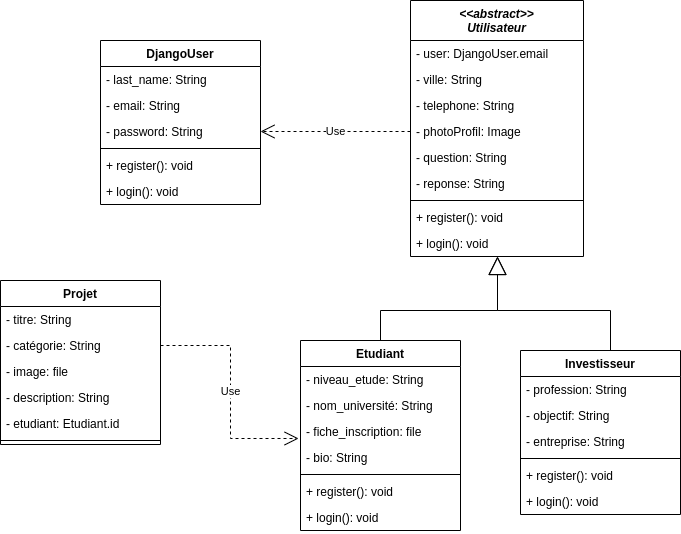 <<abstract>>
Utilisateur
- user: DjangoUser.email
- ville: String
- telephone: String
- photoProfil: Image
- question: String
- reponse: String
+ register(): void
+ login(): void
DjangoUser
- last_name: String
- email: String
- password: String
+ register(): void
+ login(): void
Use
Projet
- titre: String
- catégorie: String
- image: file
- description: String
- etudiant: Etudiant.id
Use
Etudiant
- niveau_etude: String
- nom_université: String
- fiche_inscription: file
- bio: String
+ register(): void
+ login(): void
Investisseur
- profession: String
- objectif: String
- entreprise: String
+ register(): void
+ login(): void